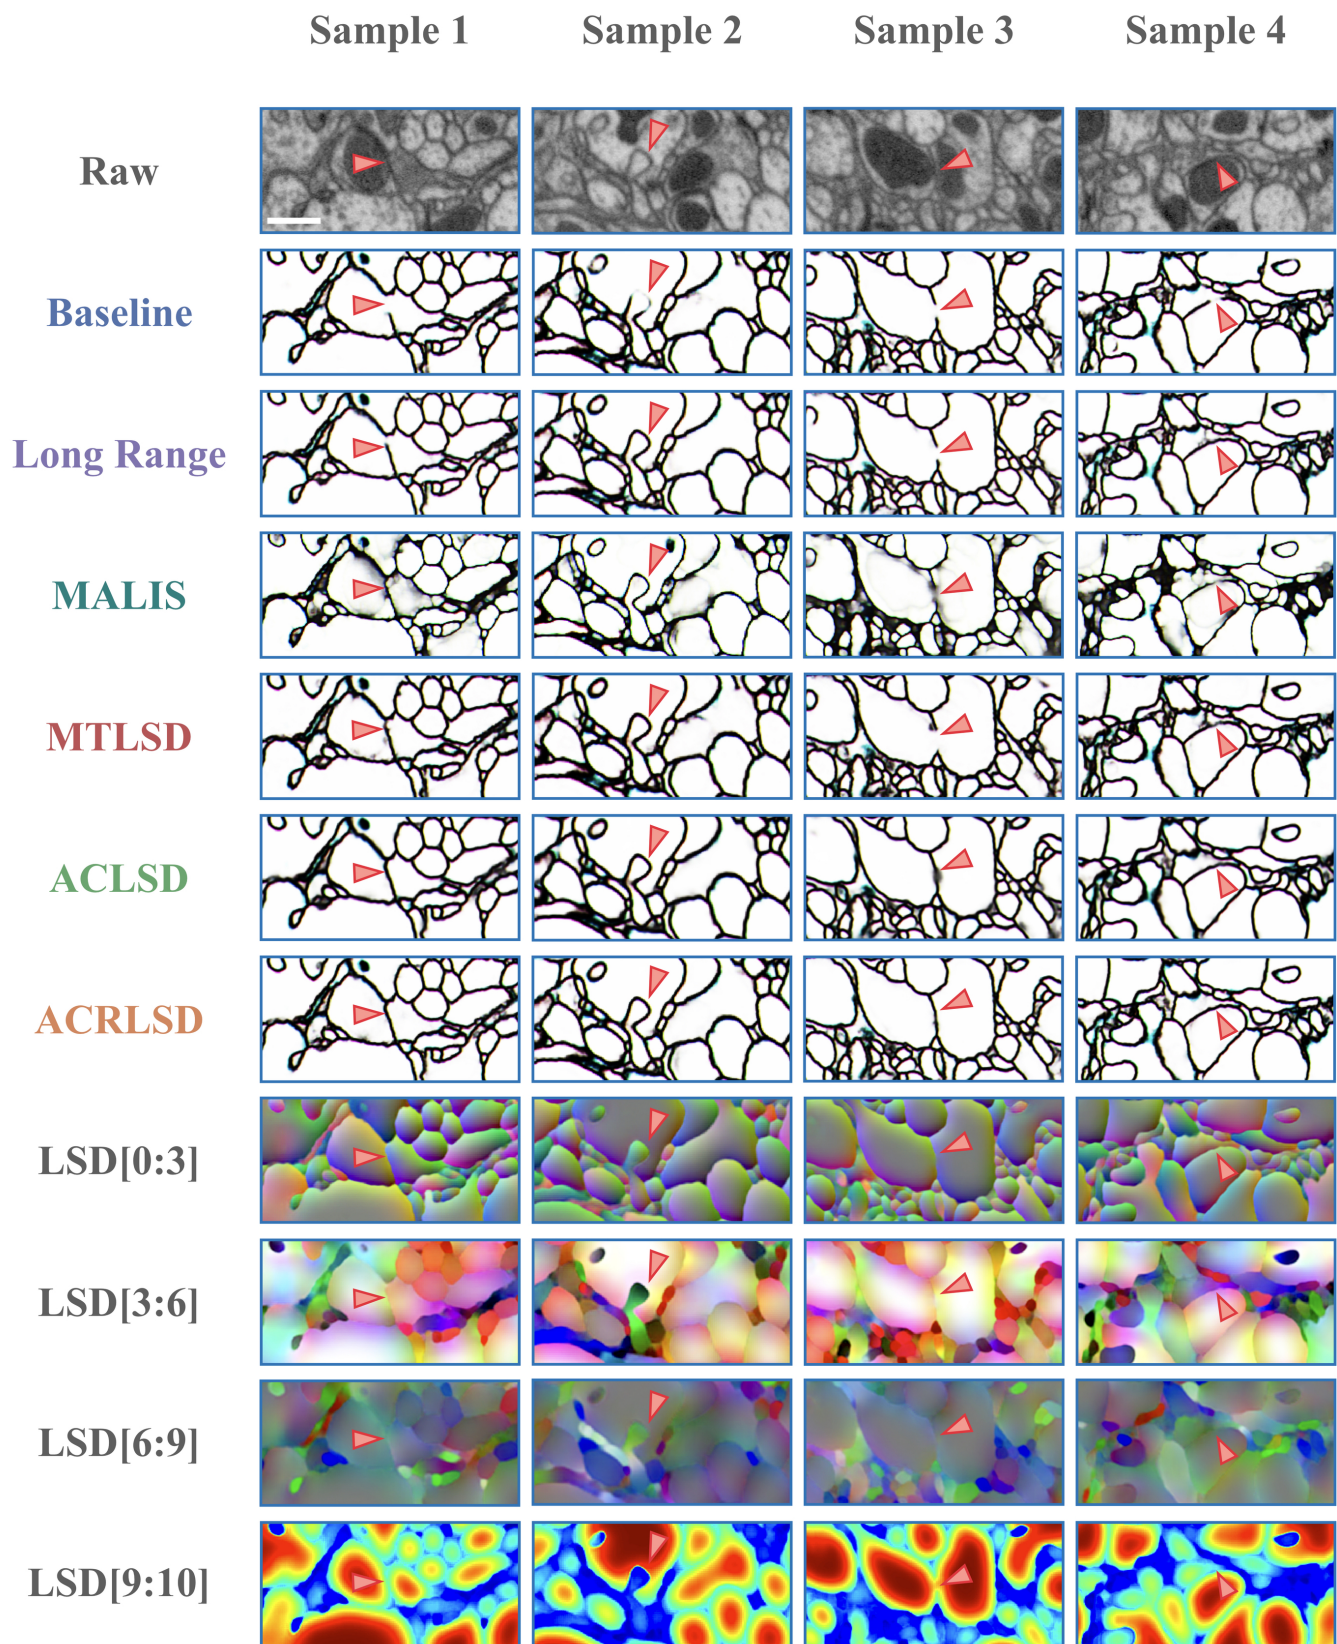 Sample 1 Sample 2 Sample 3 Sample 4
Raw
Baseline
Long Range
MALIS
MTLSD
ACLSD
ACRLSD
LSD[0:3]
LSD[3:6]
LSD[6:9]
LSD[9:10]